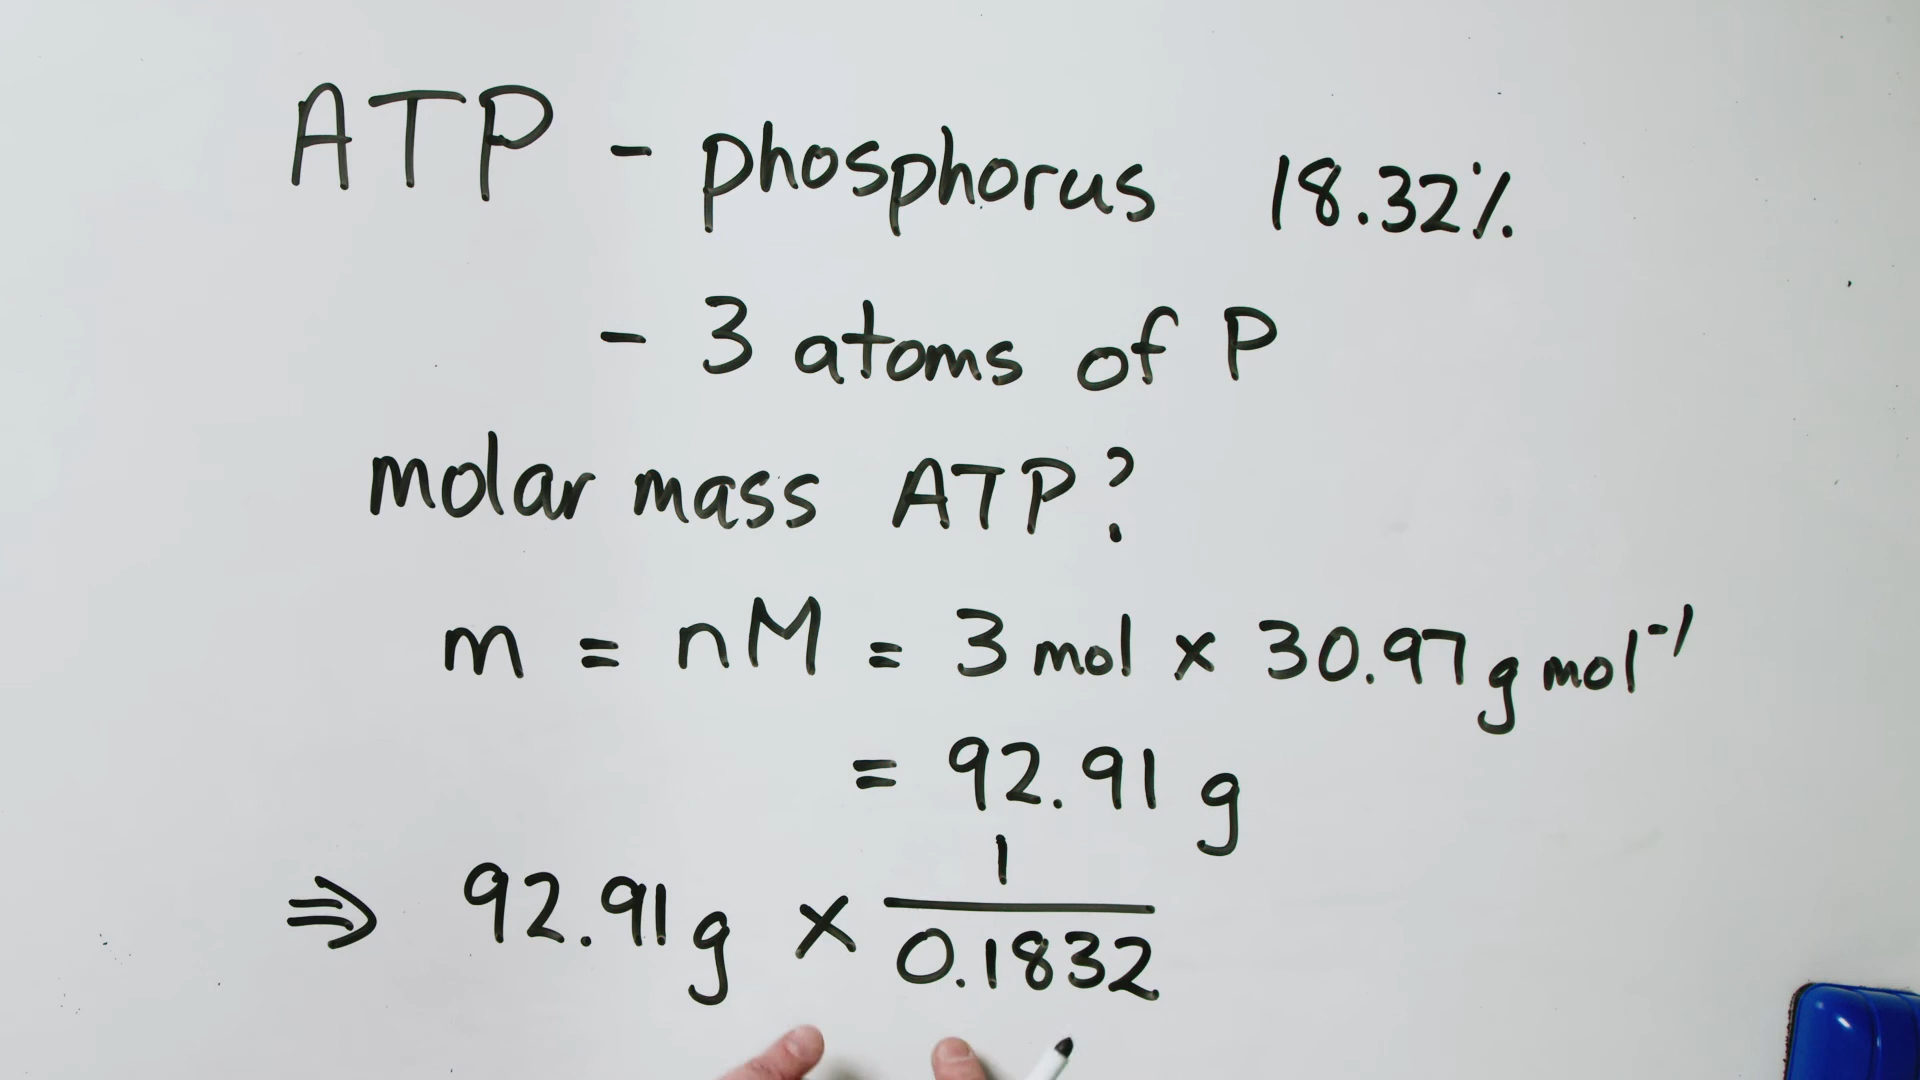 ATP - phosphorus 18.32%
- 3 atoms of P
molar mass ATP?
m = nM = 3 mol × 30.97 g mol⁻¹
= 92.91 g
⇒ 92.91 g × 1/0.1832